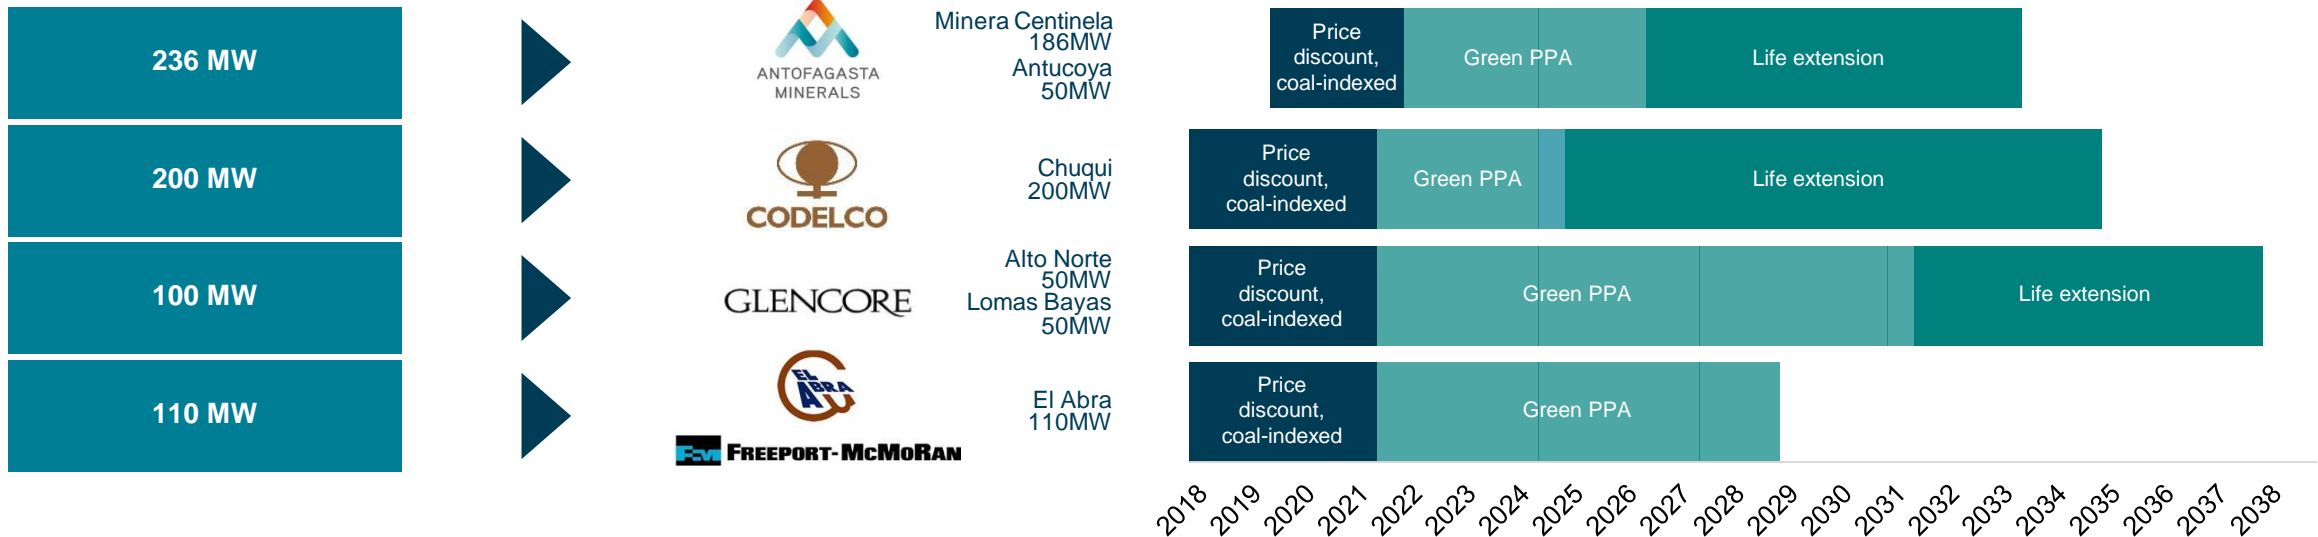 236 MW
ANTOFAGASTA
MINERALS
Minera Centinela
186MW
Antucoya
50MW
Price
discount,
coal-indexed
Green PPA
Life extension
200 MW
CODELCO
Chuqui
200MW
Price
discount,
coal-indexed
Green PPA
Life extension
100 MW
GLENCORE
Alto Norte
50MW
Lomas Bayas
50MW
Price
discount,
coal-indexed
Green PPA
Life extension
110 MW
EL
ABRA
CU
FCX
FREEPORT-MCMORAN
El Abra
110MW
Price
discount,
coal-indexed
Green PPA
2018 2019 2020 2021 2022 2023 2024 2025 2026 2027 2028 2029 2030 2031 2032 2033 2034 2035 2036 2037 2038